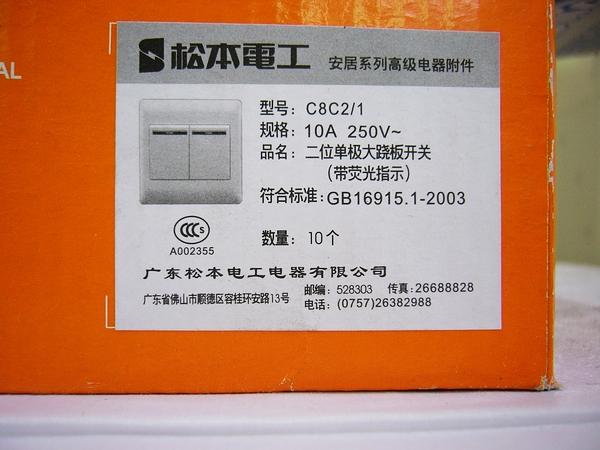 AL
松本電工 安居系列高级电器附件
型号: C8C2/1
规格: 10A 250V~
品名: 二位单极大跷板开关
(带荧光指示)
符合标准: GB16915.1-2003
CCC S
A002355
数量: 10个
广东松本电工电器有限公司
广东省佛山市顺德区容桂环安路13号
邮编: 528303 传真: 26688828
电话: (0757)26382988